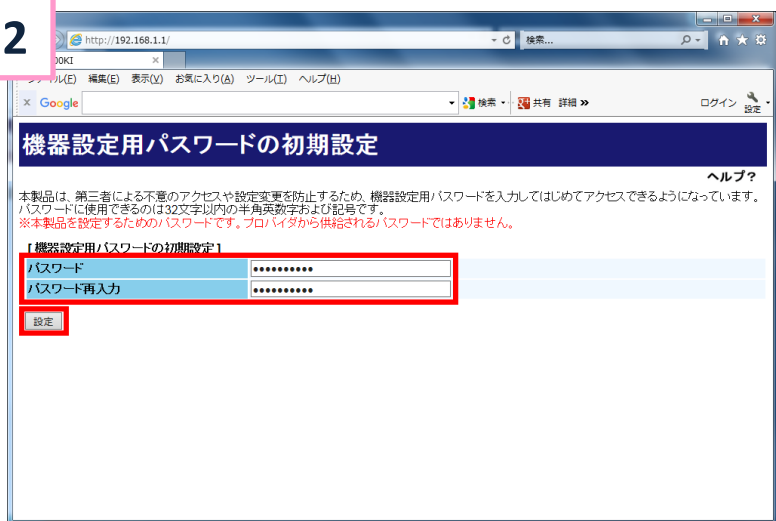 2
http://192.168.1.1/
検索...
00KI
編集(E) 表示(V) お気に入り(A) ツール(T) ヘルプ(H)
x Google
検索
共有 詳細 »
ログイン
設定
機器設定用パスワードの初期設定
ヘルプ?
本製品は、第三者による不意のアクセスや設定変更を防止するため、機器設定用パスワードを入力してはじめてアクセスできるようになっています。
パスワードに使用できるのは32文字以内の半角英数字および記号です。
※本製品を設定するためのパスワードです。プロバイダから供給されるパスワードではありません。
[機器設定用パスワードの初期設定]
パスワード ●●●●●●●●●●
パスワード再入力 ●●●●●●●●●●
設定